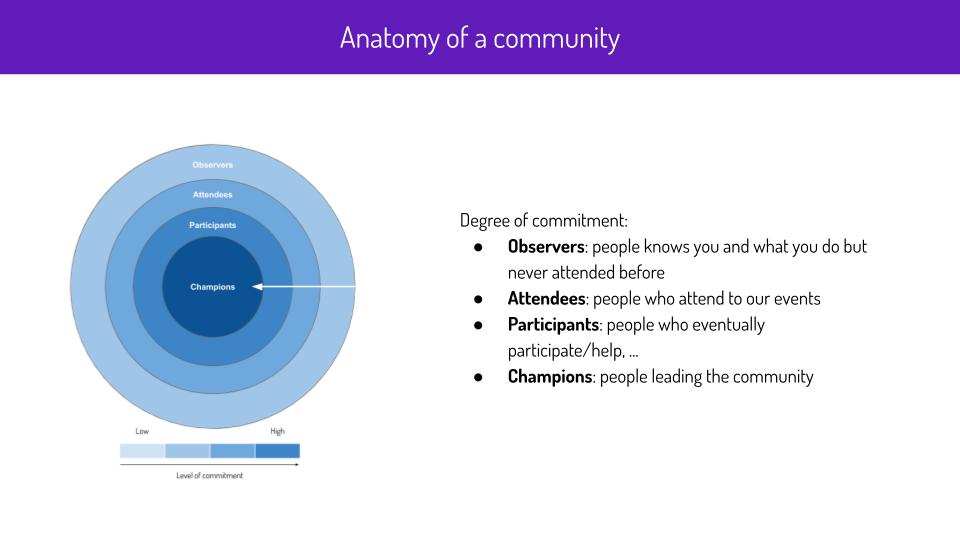 Anatomy of a community
Observers
Attendees
Participants
Champions
Low
High
Level of commitment
Degree of commitment:
● Observers: people knows you and what you do but
never attended before
● Attendees: people who attend to our events
● Participants: people who eventually
participate/help, ...
● Champions: people leading the community